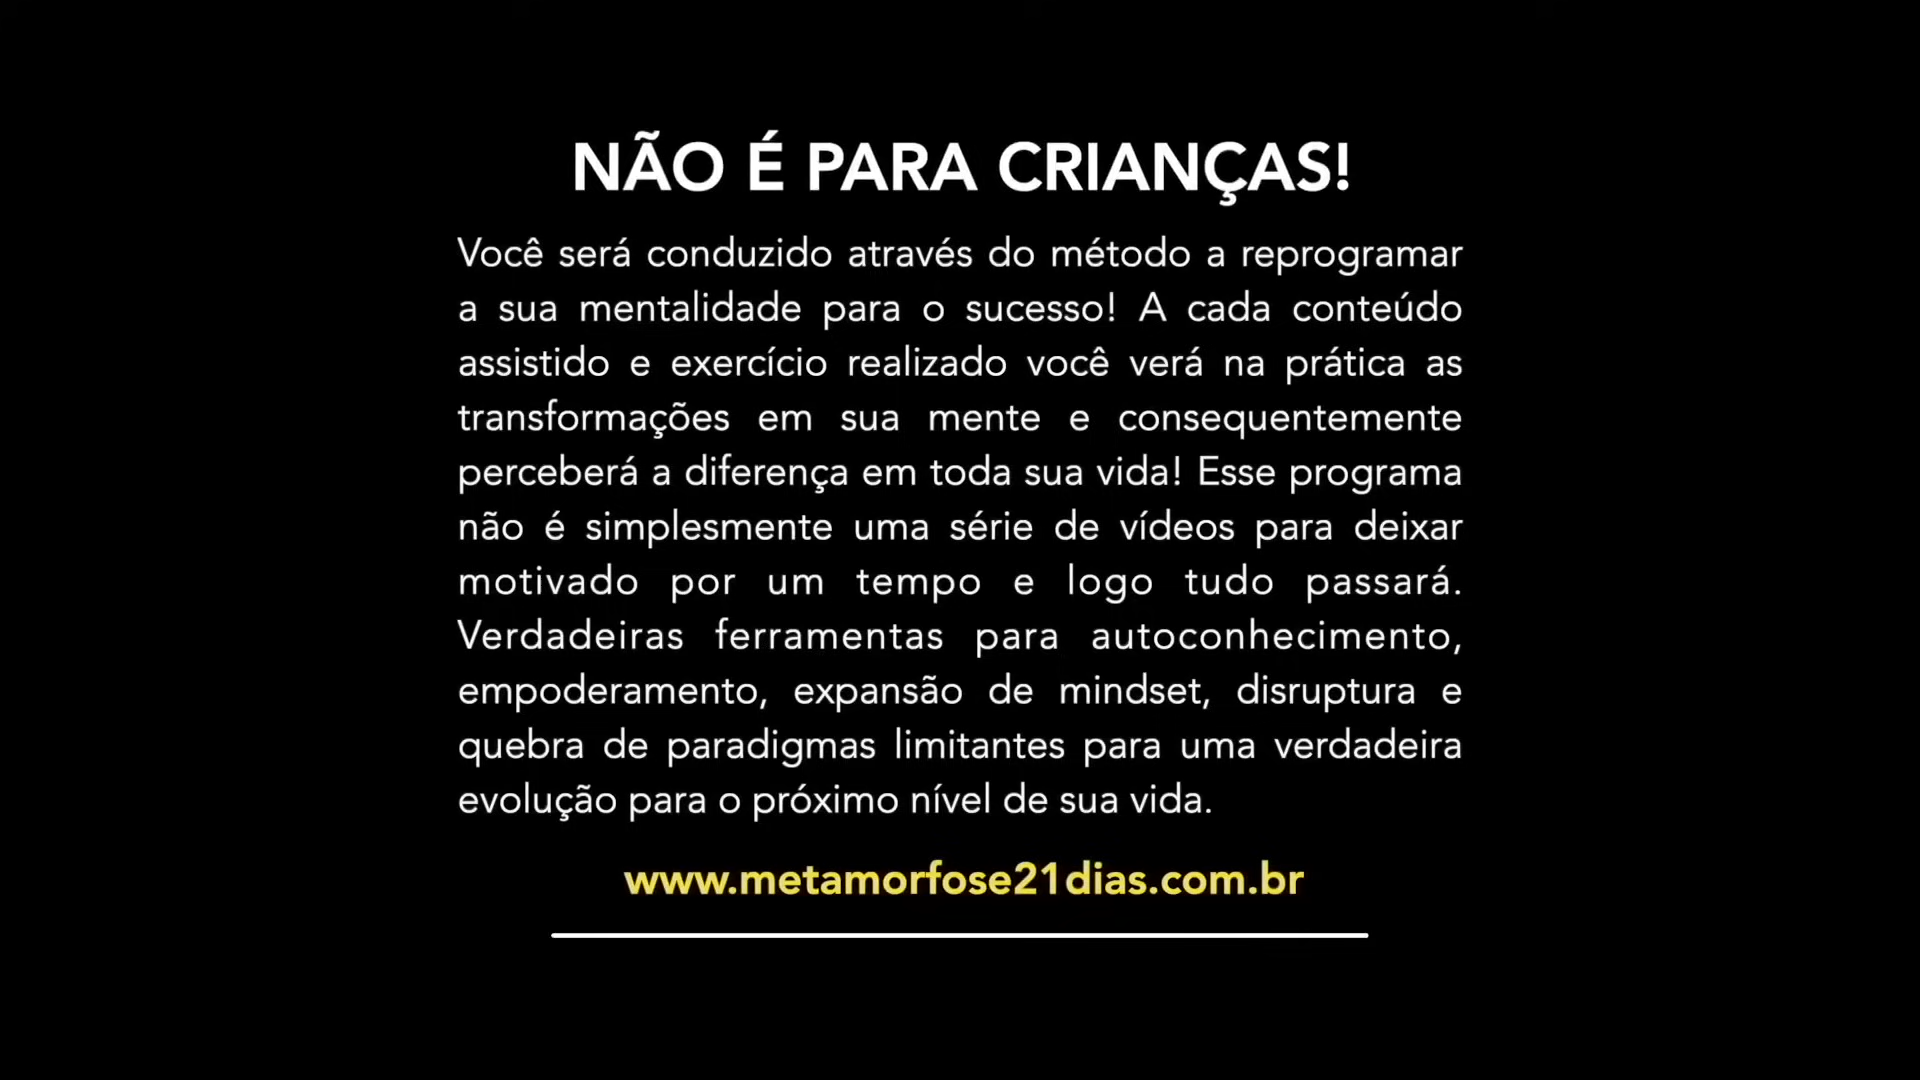 NÃO É PARA CRIANÇAS!
Você será conduzido através do método a reprogramar
a sua mentalidade para o sucesso! A cada conteúdo
assistido e exercício realizado você verá na prática as
transformações em sua mente e consequentemente
perceberá a diferença em toda sua vida! Esse programa
não é simplesmente uma série de vídeos para deixar
motivado por um tempo e logo tudo passará.
Verdadeiras ferramentas para autoconhecimento,
empoderamento, expansão de mindset, disruptura e
quebra de paradigmas limitantes para uma verdadeira
evolução para o próximo nível de sua vida.
www.metamorfose21dias.com.br